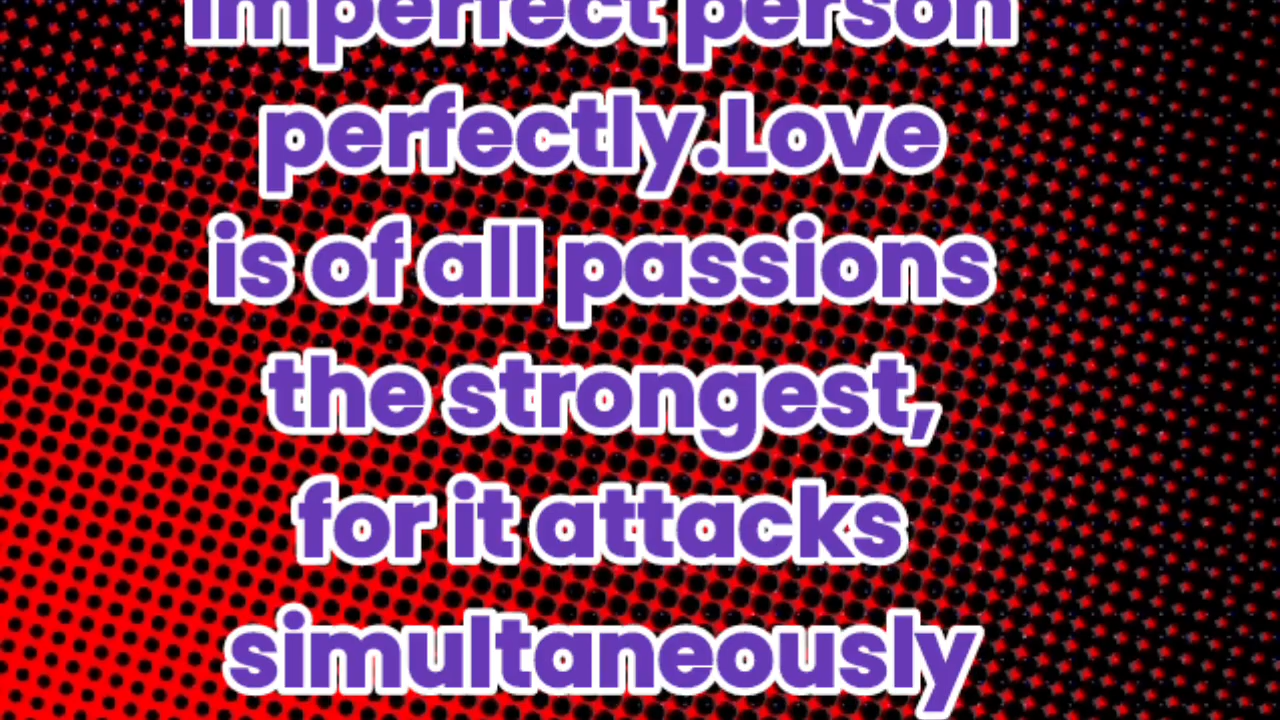 imperfect person
perfectly.Love
is of all passions
the strongest,
for it attacks
simultaneously